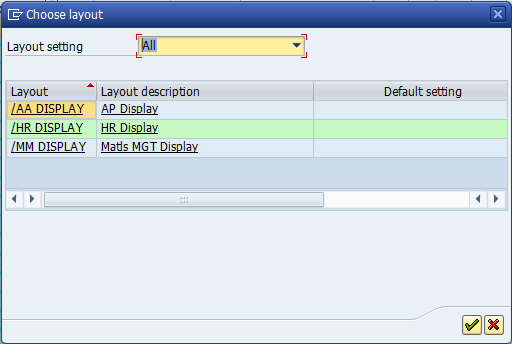 Choose layout
Layout setting All
Layout Layout description Default setting
/AA DISPLAY AP Display
/HR DISPLAY HR Display
/MM DISPLAY Matls MGT Display